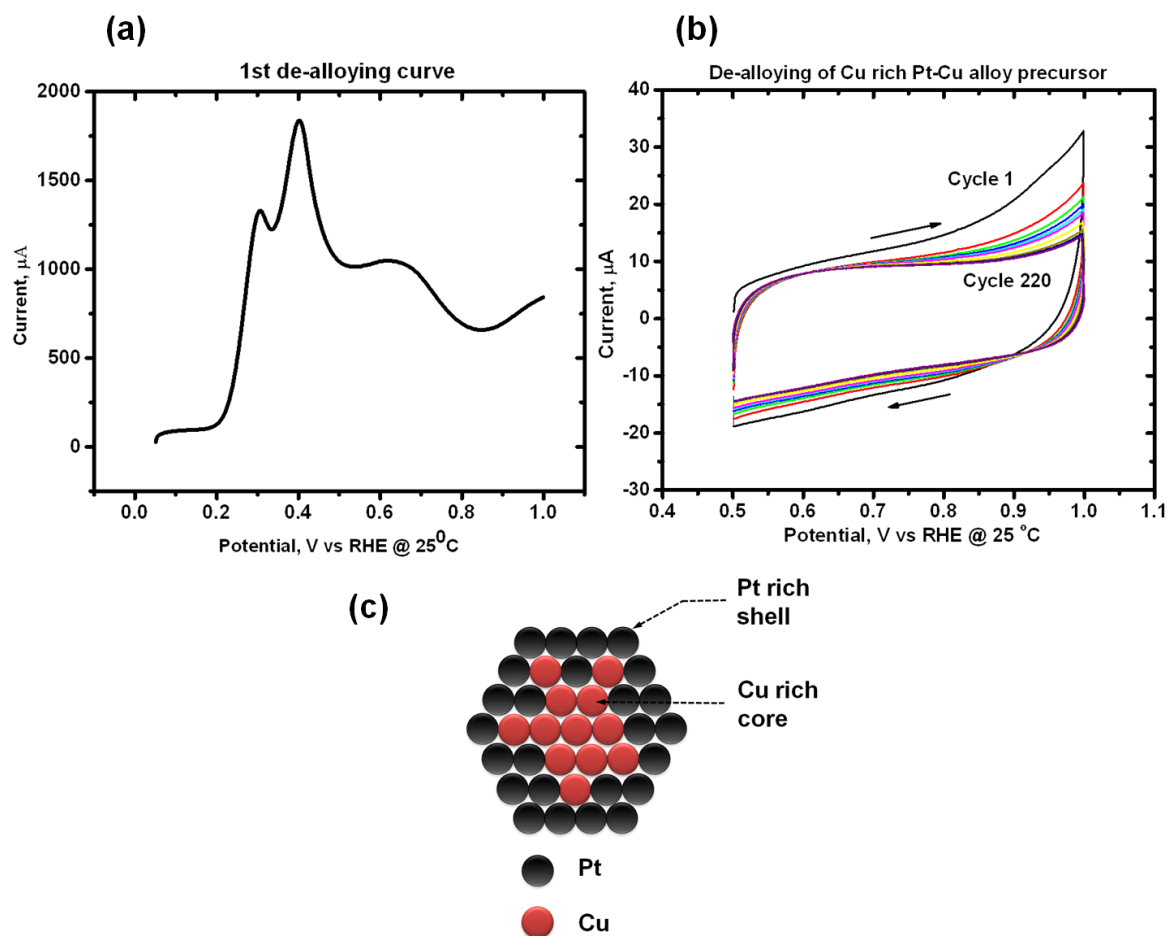 (a)
1st de-alloying curve
2000
1500
1000
500
0
Current, µA
0.0 0.2 0.4 0.6 0.8 1.0
Potential, V vs RHE @ 25⁰C
(b)
De-alloying of Cu rich Pt-Cu alloy precursor
40
30
20
10
0
-10
-20
-30
Current, µA
Cycle 1
Cycle 220
0.4 0.5 0.6 0.7 0.8 0.9 1.0 1.1
Potential, V vs RHE @ 25 °C
(c)
Pt rich
shell
Cu rich
core
Pt
Cu